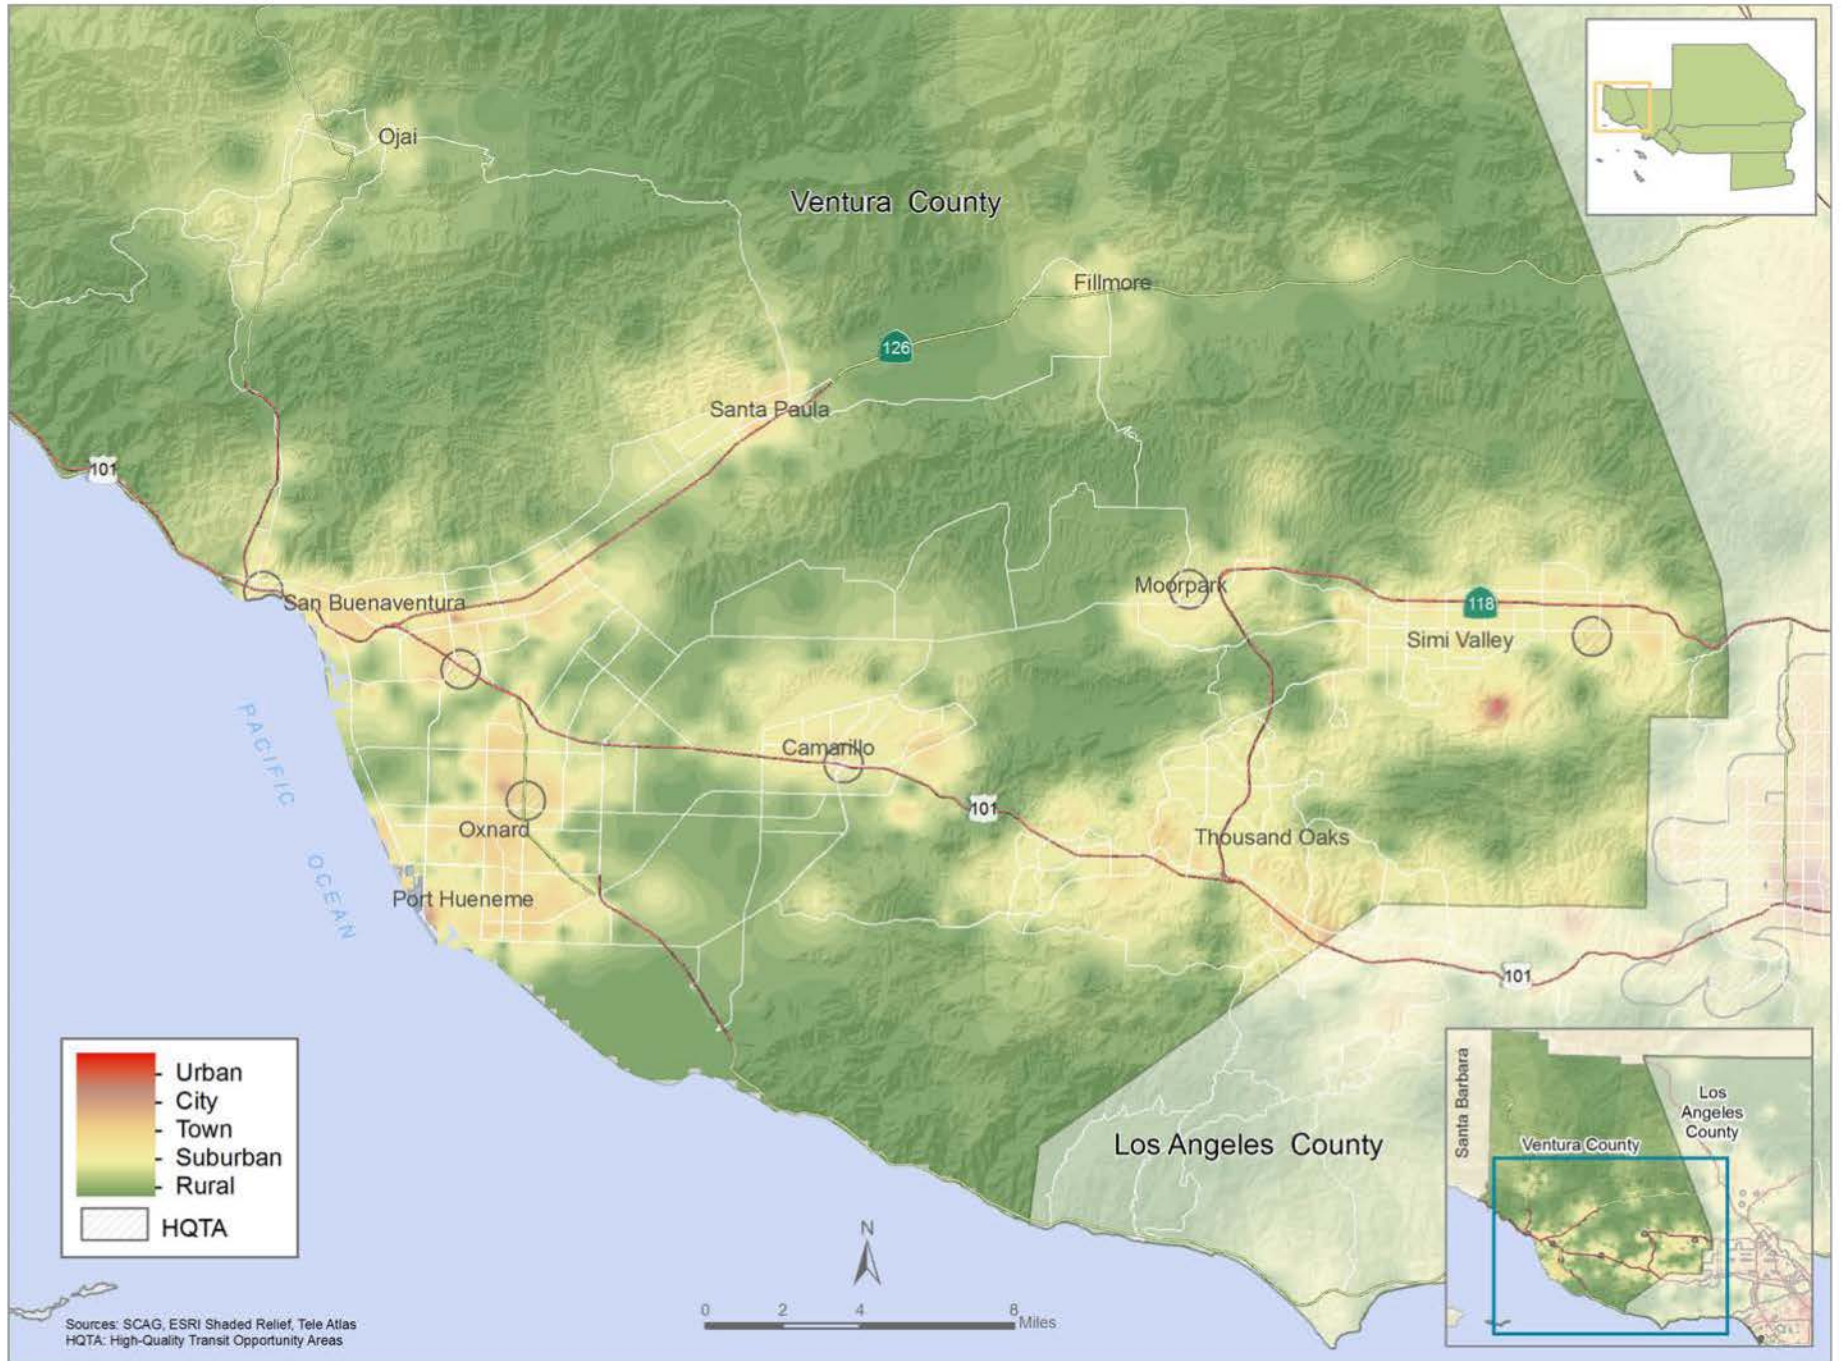 Ojai
Ventura County
Fillmore
126
Santa Paula
101
San Buenaventura
Moorpark
118
Simi Valley
Camarillo
101
Oxnard
Thousand Oaks
Port Hueneme
PACIFIC
OCEAN
101
Los Angeles County
Urban
City
Town
Suburban
Rural
HQTA
N
0 2 4 8
Miles
Sources: SCAG, ESRI Shaded Relief, Tele Atlas
HQTA: High-Quality Transit Opportunity Areas
Santa Barbara
Ventura County
Los
Angeles
County